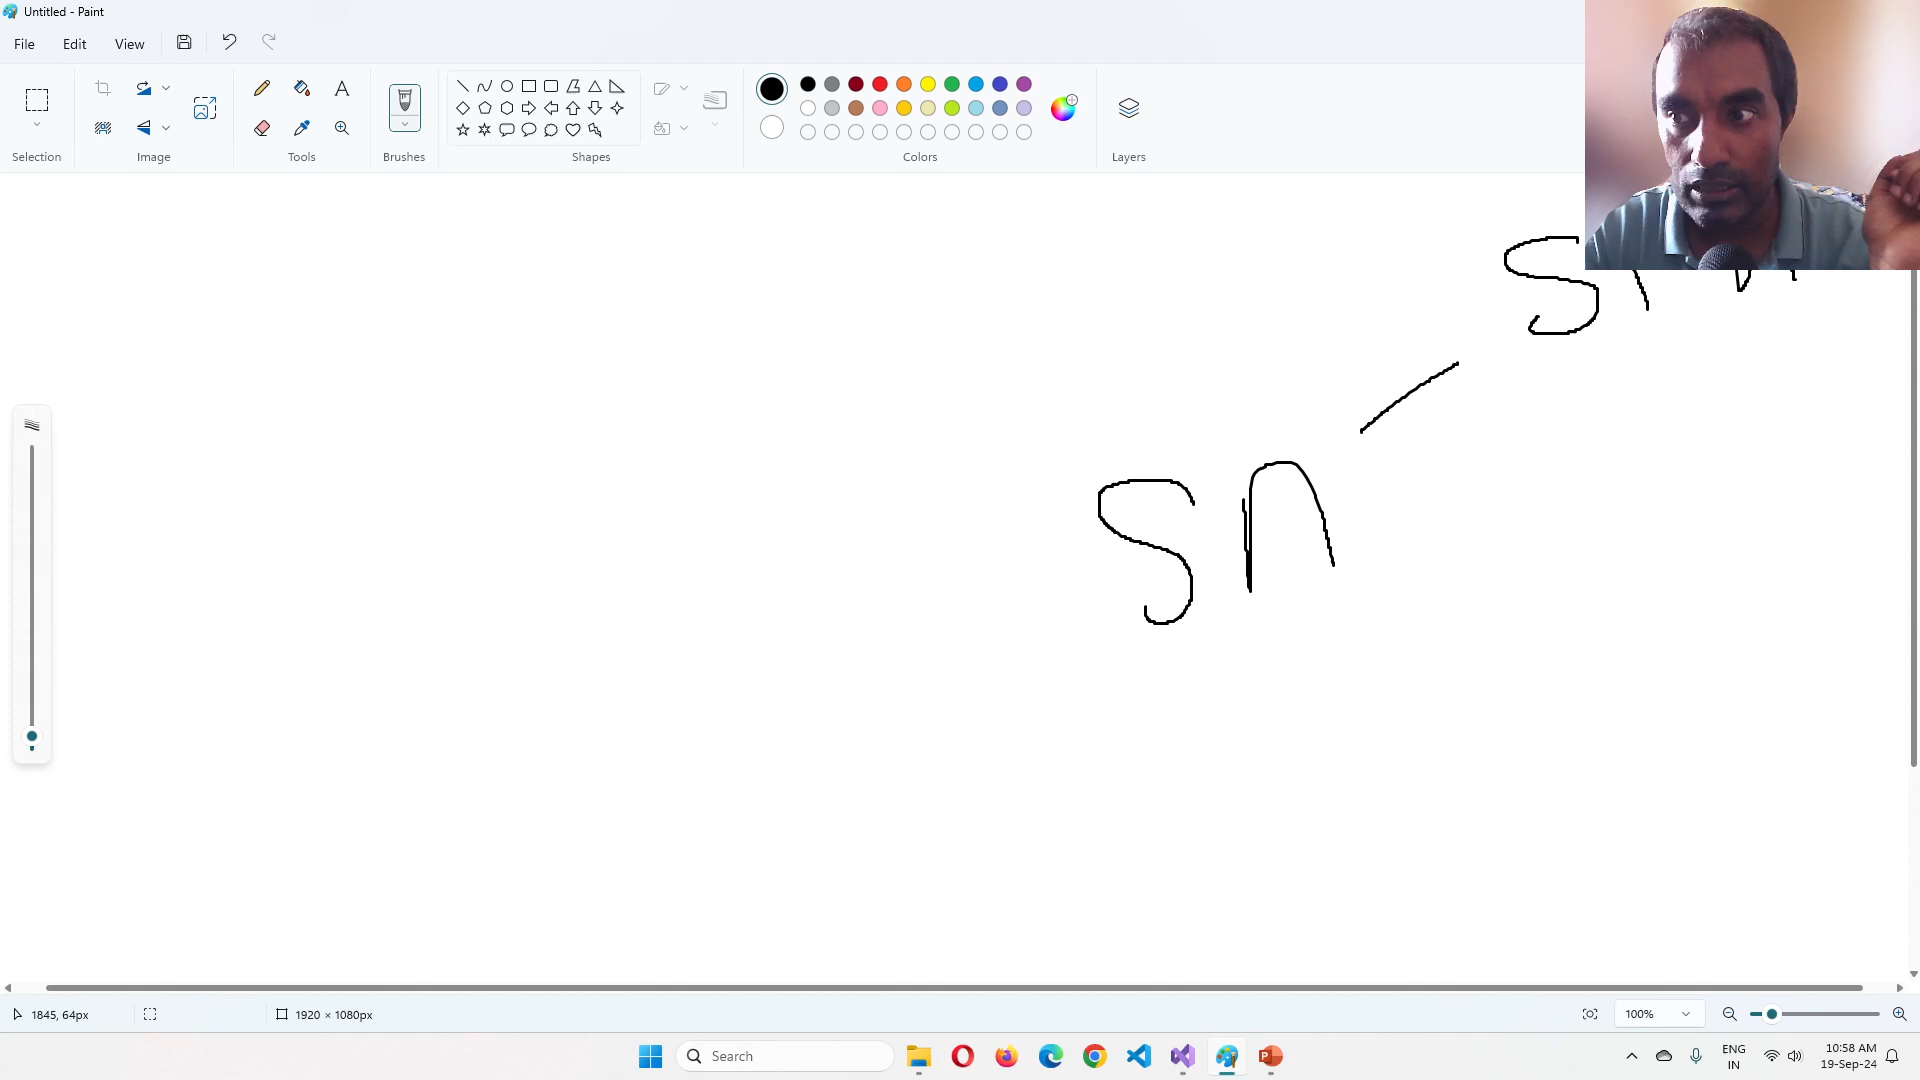 Untitled - Paint
File Edit View
Selection Image Tools Brushes Shapes Colors Layers
S
S n
1845, 64px 1920 × 1080px 100%
Search ENG 10:58 AM
IN 19-Sep-24